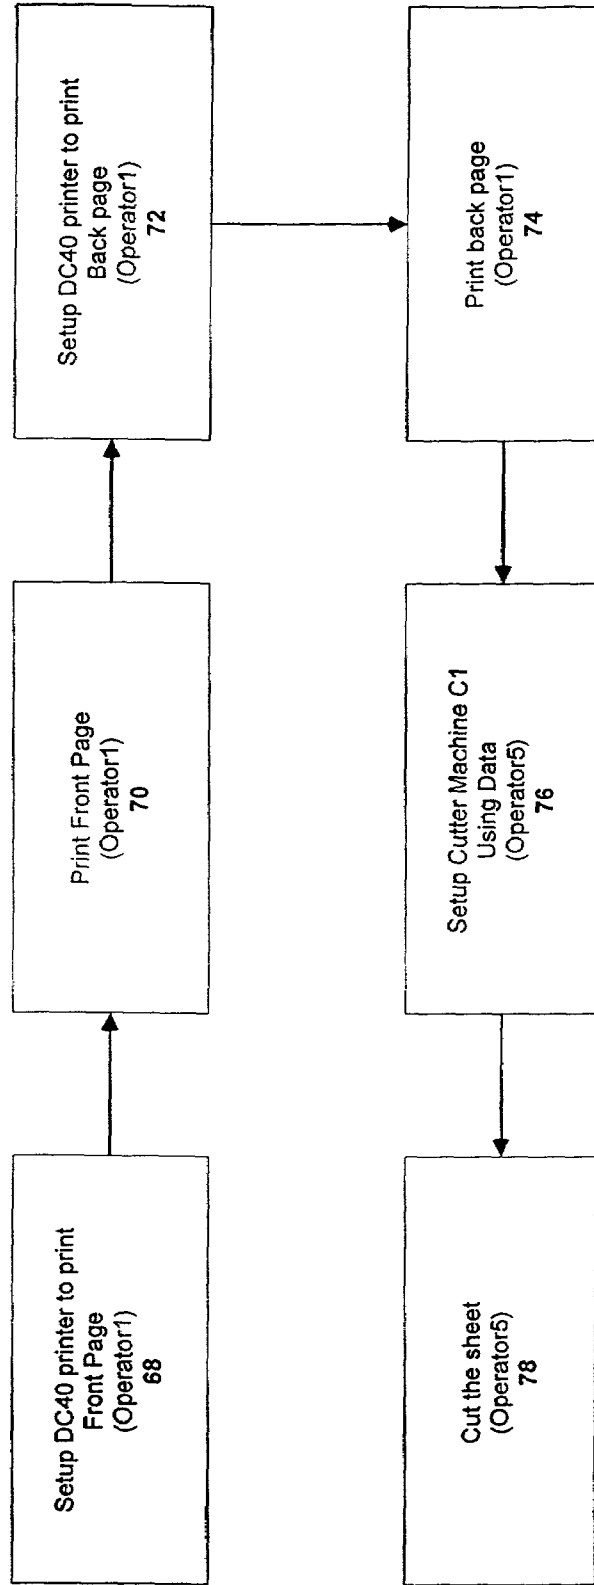 Setup DC40 printer to print
Front Page
(Operator1)
68
Print Front Page
(Operator1)
70
Setup DC40 printer to print
Back page
(Operator1)
72
Print back page
(Operator1)
74
Setup Cutter Machine C1
Using Data
(Operator5)
76
Cut the sheet
(Operator5)
78